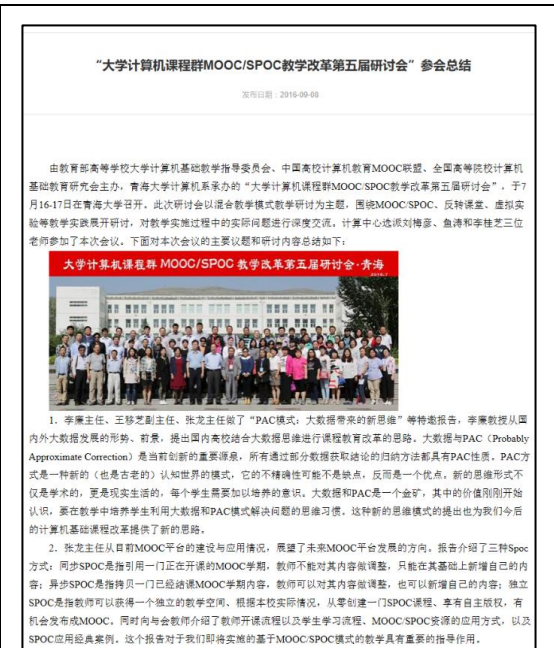 “大学计算机课程群MOOC/SPOC教学改革第五届研讨会”参会总结
发布日期：2016-09-08
由教育部高等学校大学计算机基础教学指导委员会、中国高校计算机教育MOOC联盟、全国高等院校计算机
基础教育研究会主办，青海大学计算机系承办的“大学计算机课程群MOOC/SPOC教学改革第五届研讨会”，于7
月16-17日在青海大学召开。此次研讨会以混合教学模式教学研讨为主题，围绕MOOC/SPOC、反转课堂、虚拟实
验等教学实践展开研讨，对教学实施过程中的实际问题进行深度交流。计算中心选派刘梅彦、鱼涛和李桂芝三位
老师参加了本次会议。下面对本次会议的主要议题和研讨内容总结如下：
大学计算机课程群 MOOC/SPOC 教学改革第五届研讨会·青海
2016.7
1．李廉主任、王移芝副主任、张龙主任做了“PAC模式：大数据带来的新思维”等特邀报告，李廉教授从国
内外大数据发展的形势、前景，提出国内高校结合大数据思维进行课程教育改革的思路。大数据与PAC（Probably
Approximate Correction）是当前创新的重要源泉，所有通过部分数据获取结论的归纳方法都具有PAC性质。PAC方
式是一种新的（也是古老的）认知世界的模式，它的不精确性可能不是缺点，反而是一个优点；新的思维形式不
仅是学术的，更是现实生活的，每个学生需要加以培养的意识。大数据和PAC是一个金矿，其中的价值刚刚开始
认识，要在教学中培养学生利用大数据和PAC模式解决问题的思维习惯。这种新的思维模式的提出也为我们今后
的计算机基础课程改革提供了新的思路。
2．张龙主任从目前MOOC平台的建设与应用情况，展望了未来MOOC平台发展的方向。报告介绍了三种Spoc
方式：同步SPOC是指引用一门正在开课的MOOC学期，教师不能对其内容做调整，只能在其基础上新增自己的内
容；异步SPOC是指拷贝一门已经结课MOOC学期内容，教师可以对其内容做调整，也可以新增自己的内容；独立
SPOC是指教师可以获得一个独立的教学空间、根据本校实际情况，从零创建一门SPOC课程、享有自主版权，有
机会发布成MOOC。同时向与会教师介绍了教师开课流程以及学生学习流程、MOOC/SPOC资源的应用方式，以及
SPOC应用经典案例。这个报告对于我们即将实施的基于MOOC/SPOC模式的教学具有重要的指导作用。